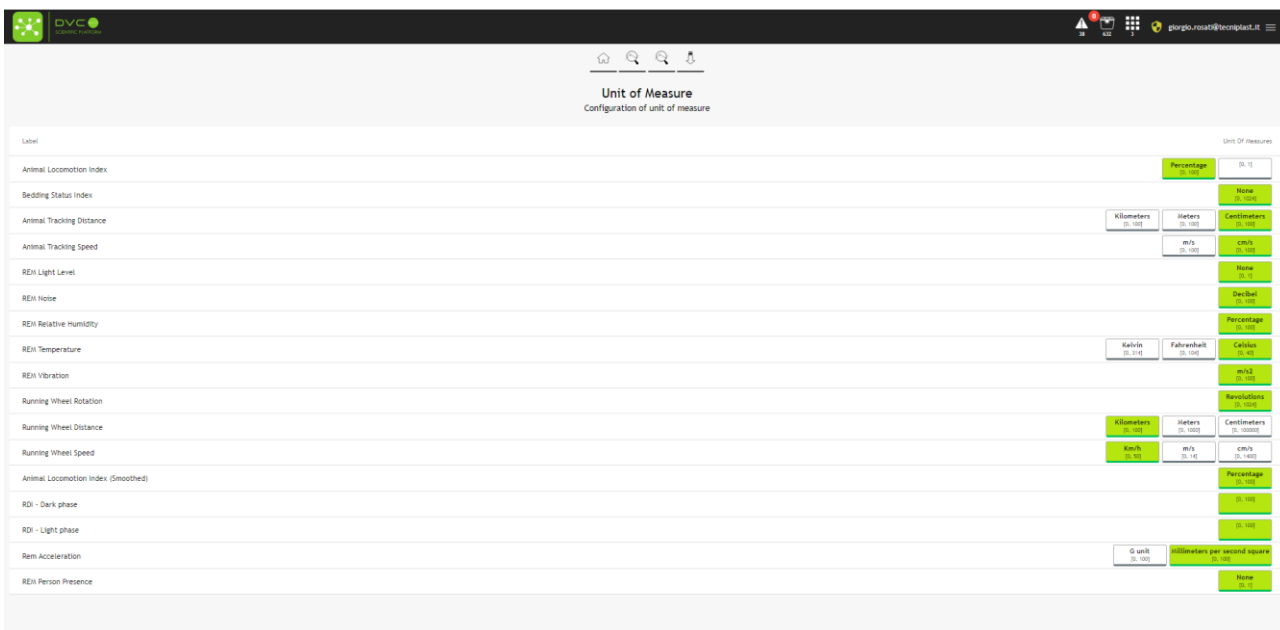 DVC
SCIENTIFIC PLATFORM
38
0
632
3
giorgio.rosati@tecniplast.it
Unit of Measure
Configuration of unit of measure
Label Unit Of Measures
Animal Locomotion Index Percentage [0, 100] [0, 1]
Bedding Status Index None [0, 1024]
Animal Tracking Distance Kilometers [0, 100] Meters [0, 100] Centimeters [0, 100]
Animal Tracking Speed m/s [0, 100] cm/s [0, 100]
REM Light Level None [0, 1]
REM Noise Decibel [0, 100]
REM Relative Humidity Percentage [0, 100]
REM Temperature Kelvin [0, 314] Fahrenheit [0, 104] Celsius [0, 40]
REM Vibration m/s2 [0, 100]
Running Wheel Rotation Revolutions [0, 1024]
Running Wheel Distance Kilometers [0, 100] Meters [0, 1000] Centimeters [0, 100000]
Running Wheel Speed Km/h [0, 50] m/s [0, 14] cm/s [0, 1400]
Animal Locomotion Index (Smoothed) Percentage [0, 100]
RDI - Dark phase [0, 100]
RDI - Light phase [0, 100]
Rem Acceleration G unit [0, 100] Millimeters per second square [0, 100]
REM Person Presence None [0, 1]